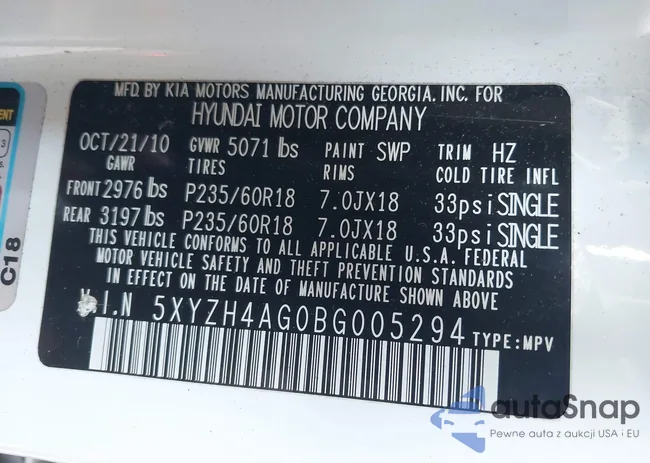 MFD. BY KIA MOTORS MANUFACTURING GEORGIA. INC. FOR
HYUNDAI MOTOR COMPANY
OCT/21/10 GVWR 5071 lbs PAINT SWP TRIM HZ
GAWR TIRES RIMS COLD TIRE INFL
FRONT 2976 lbs P235/60R18 7.0JX18 33psi SINGLE
REAR 3197 lbs P235/60R18 7.0JX18 33psi SINGLE
THIS VEHICLE CONFORMS TO ALL APPLICABLE U.S.A. FEDERAL
MOTOR VEHICLE SAFETY AND THEFT PREVENTION STANDARDS
IN EFFECT ON THE DATE OF MANUFACTURE SHOWN ABOVE
V.I.N 5XYZH4AG0BG005294 TYPE: MPV
C18
autoSnap
Pewne auta z aukcji USA i EU